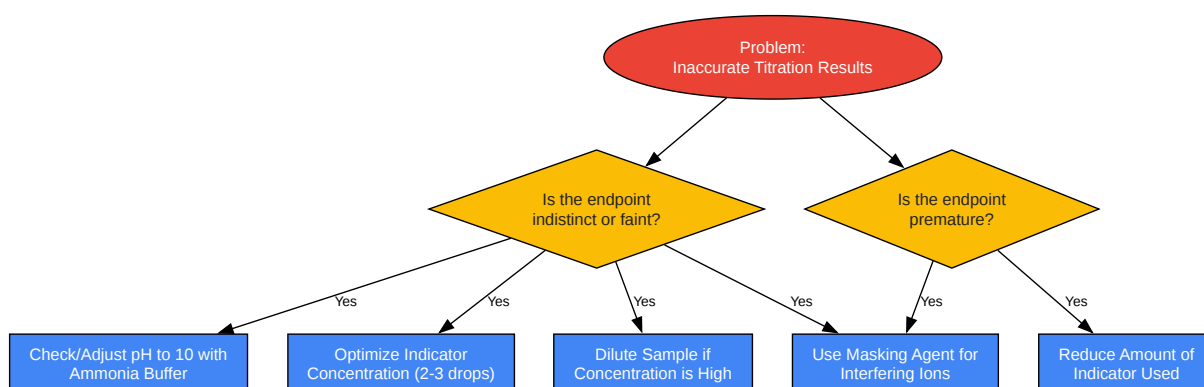 Problem:
Inaccurate Titration Results
Is the endpoint
indistinct or faint?
Is the endpoint
premature?
Yes
Yes
Yes
Yes
Yes
Yes
Check/Adjust pH to 10 with
Ammonia Buffer
Optimize Indicator
Concentration (2-3 drops)
Dilute Sample if
Concentration is High
Use Masking Agent for
Interfering Ions
Reduce Amount of
Indicator Used